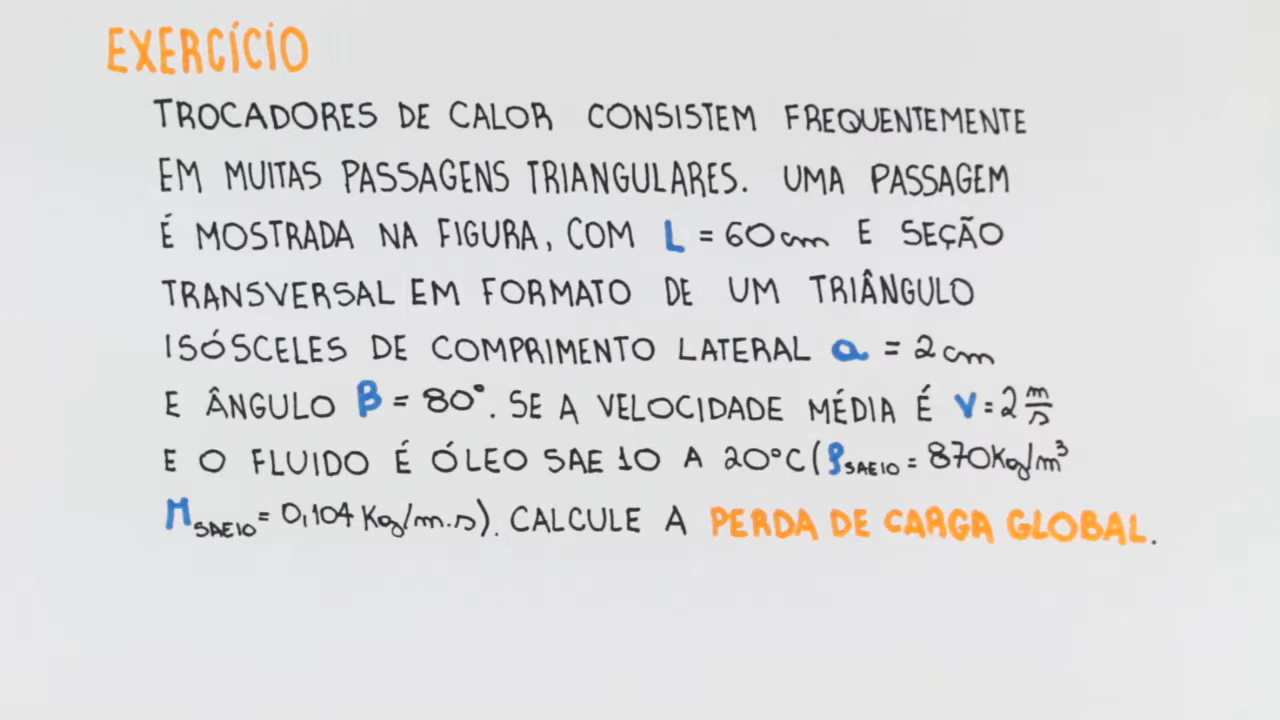 EXERCÍCIO
TROCADORES DE CALOR CONSISTEM FREQUENTEMENTE
EM MUITAS PASSAGENS TRIANGULARES. UMA PASSAGEM
É MOSTRADA NA FIGURA, COM L = 60cm E SEÇÃO
TRANSVERSAL EM FORMATO DE UM TRIÂNGULO
ISÓSCELES DE COMPRIMENTO LATERAL a = 2cm
E ÂNGULO β = 80°. SE A VELOCIDADE MÉDIA É V = 2 m/s
E O FLUIDO É ÓLEO SAE 10 A 20°C (ρSAE10 = 870Kg/m³
μSAE10 = 0,104 Kg/m.s). CALCULE A PERDA DE CARGA GLOBAL.